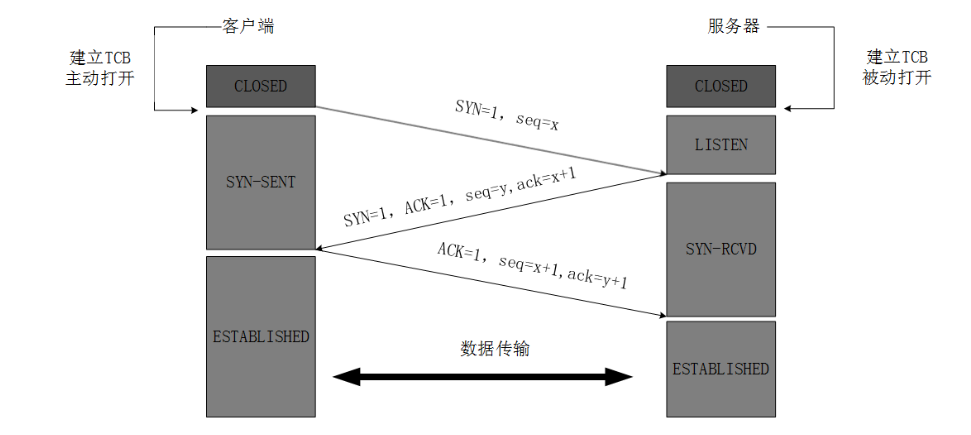 客户端
服务器
建立TCB
主动打开
建立TCB
被动打开
CLOSED
CLOSED
SYN=1, seq=x
LISTEN
SYN-SENT
SYN=1, ACK=1, seq=y,ack=x+1
ACK=1, seq=x+1,ack=y+1
SYN-RCVD
ESTABLISHED
数据传输
ESTABLISHED